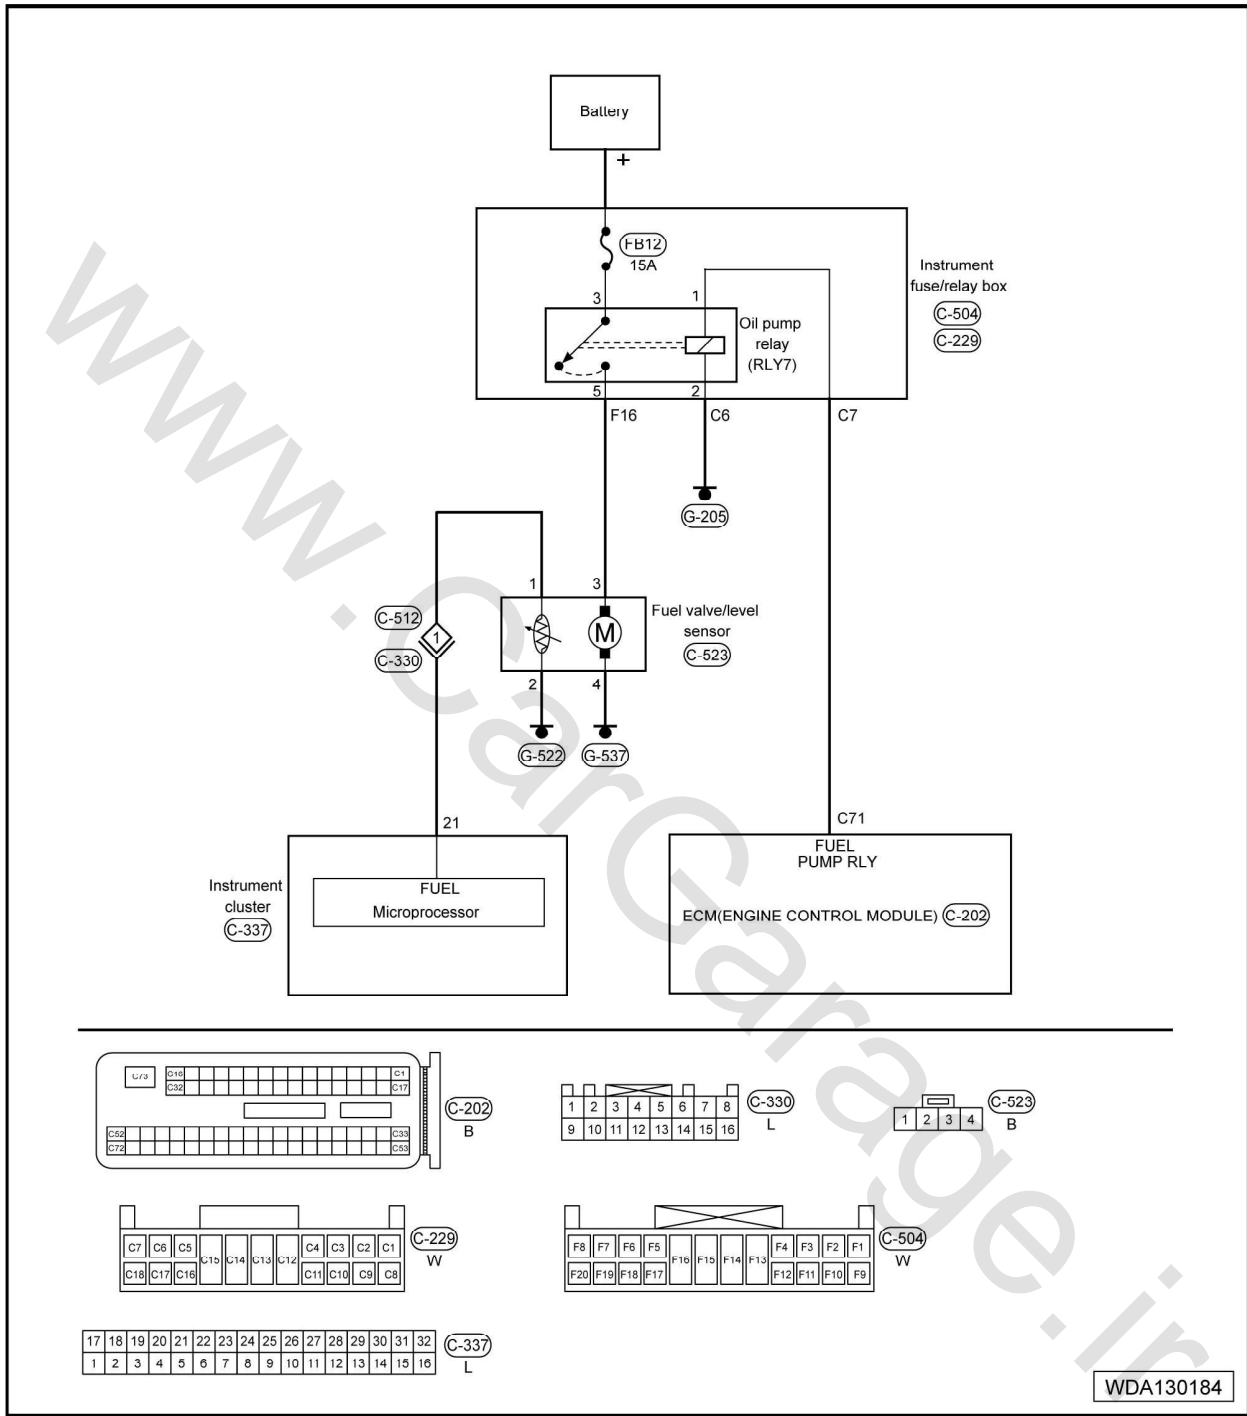 Battery
+
FB12
15A
Instrument
fuse/relay box
C-504
C-229
3
1
Oil pump
relay
(RLY7)
5
2
F16
C6
C7
G-205
1
3
Fuel valve/level
sensor
C-523
C-512
1
C-330
M
2
4
G-522
G-537
21
C71
FUEL
PUMP RLY
Instrument
cluster
C-337
FUEL
Microprocessor
ECM(ENGINE CONTROL MODULE)
C-202
C73
C16
C1
C32
C17
C52
C33
C72
C53
C-202
B
1 2 3 4 5 6 7 8
9 10 11 12 13 14 15 16
C-330
L
1 2 3 4
C-523
B
C7 C6 C5 C15 C14 C13 C12 C4 C3 C2 C1
C18 C17 C16 C11 C10 C9 C8
C-229
W
F8 F7 F6 F5 F16 F15 F14 F13 F4 F3 F2 F1
F20 F19 F18 F17 F12 F11 F10 F9
C-504
W
17 18 19 20 21 22 23 24 25 26 27 28 29 30 31 32
1 2 3 4 5 6 7 8 9 10 11 12 13 14 15 16
C-337
L
WDA130184
www.CarGarage.ir